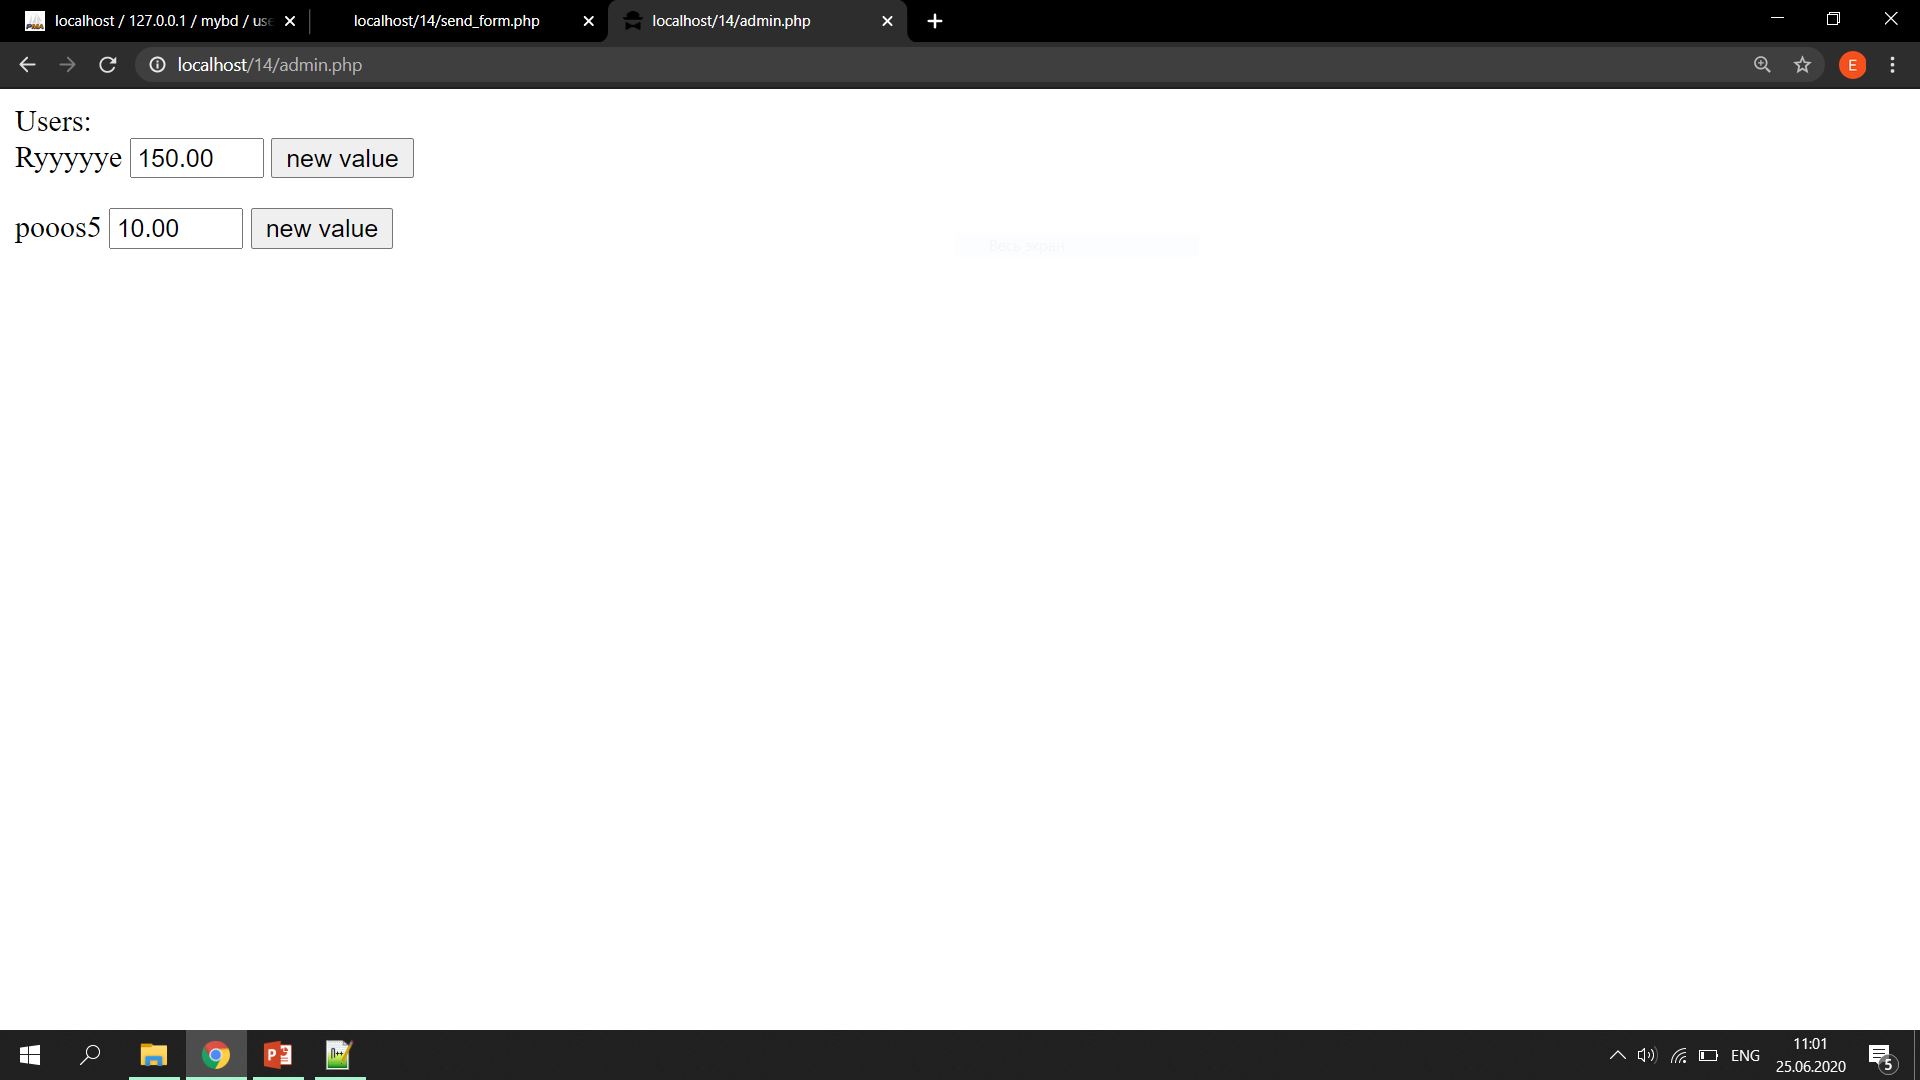 localhost / 127.0.0.1 / mybd / use
localhost/14/send_form.php
localhost/14/admin.php
localhost/14/admin.php
E
Users:
Ryyyyye 150.00 new value
pooos5 10.00 new value
Весь экран
ENG
11:01
25.06.2020
5